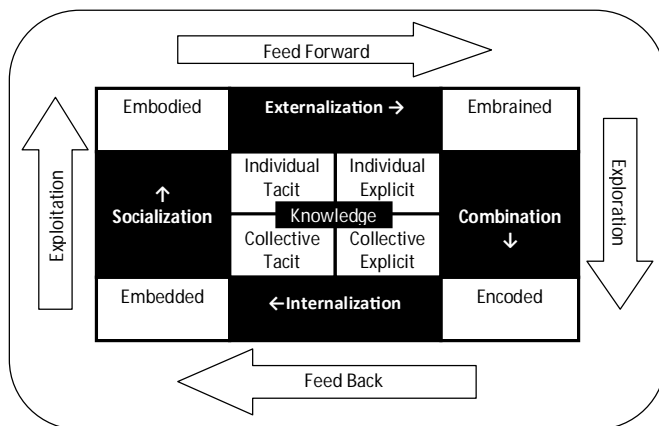 Feed Forward
Embodied
Externalization →
Embrained
Exploitation
↑
Socialization
Individual
Tacit
Individual
Explicit
Knowledge
Collective
Tacit
Collective
Explicit
Combination
↓
Exploration
Embedded
←Internalization
Encoded
Feed Back